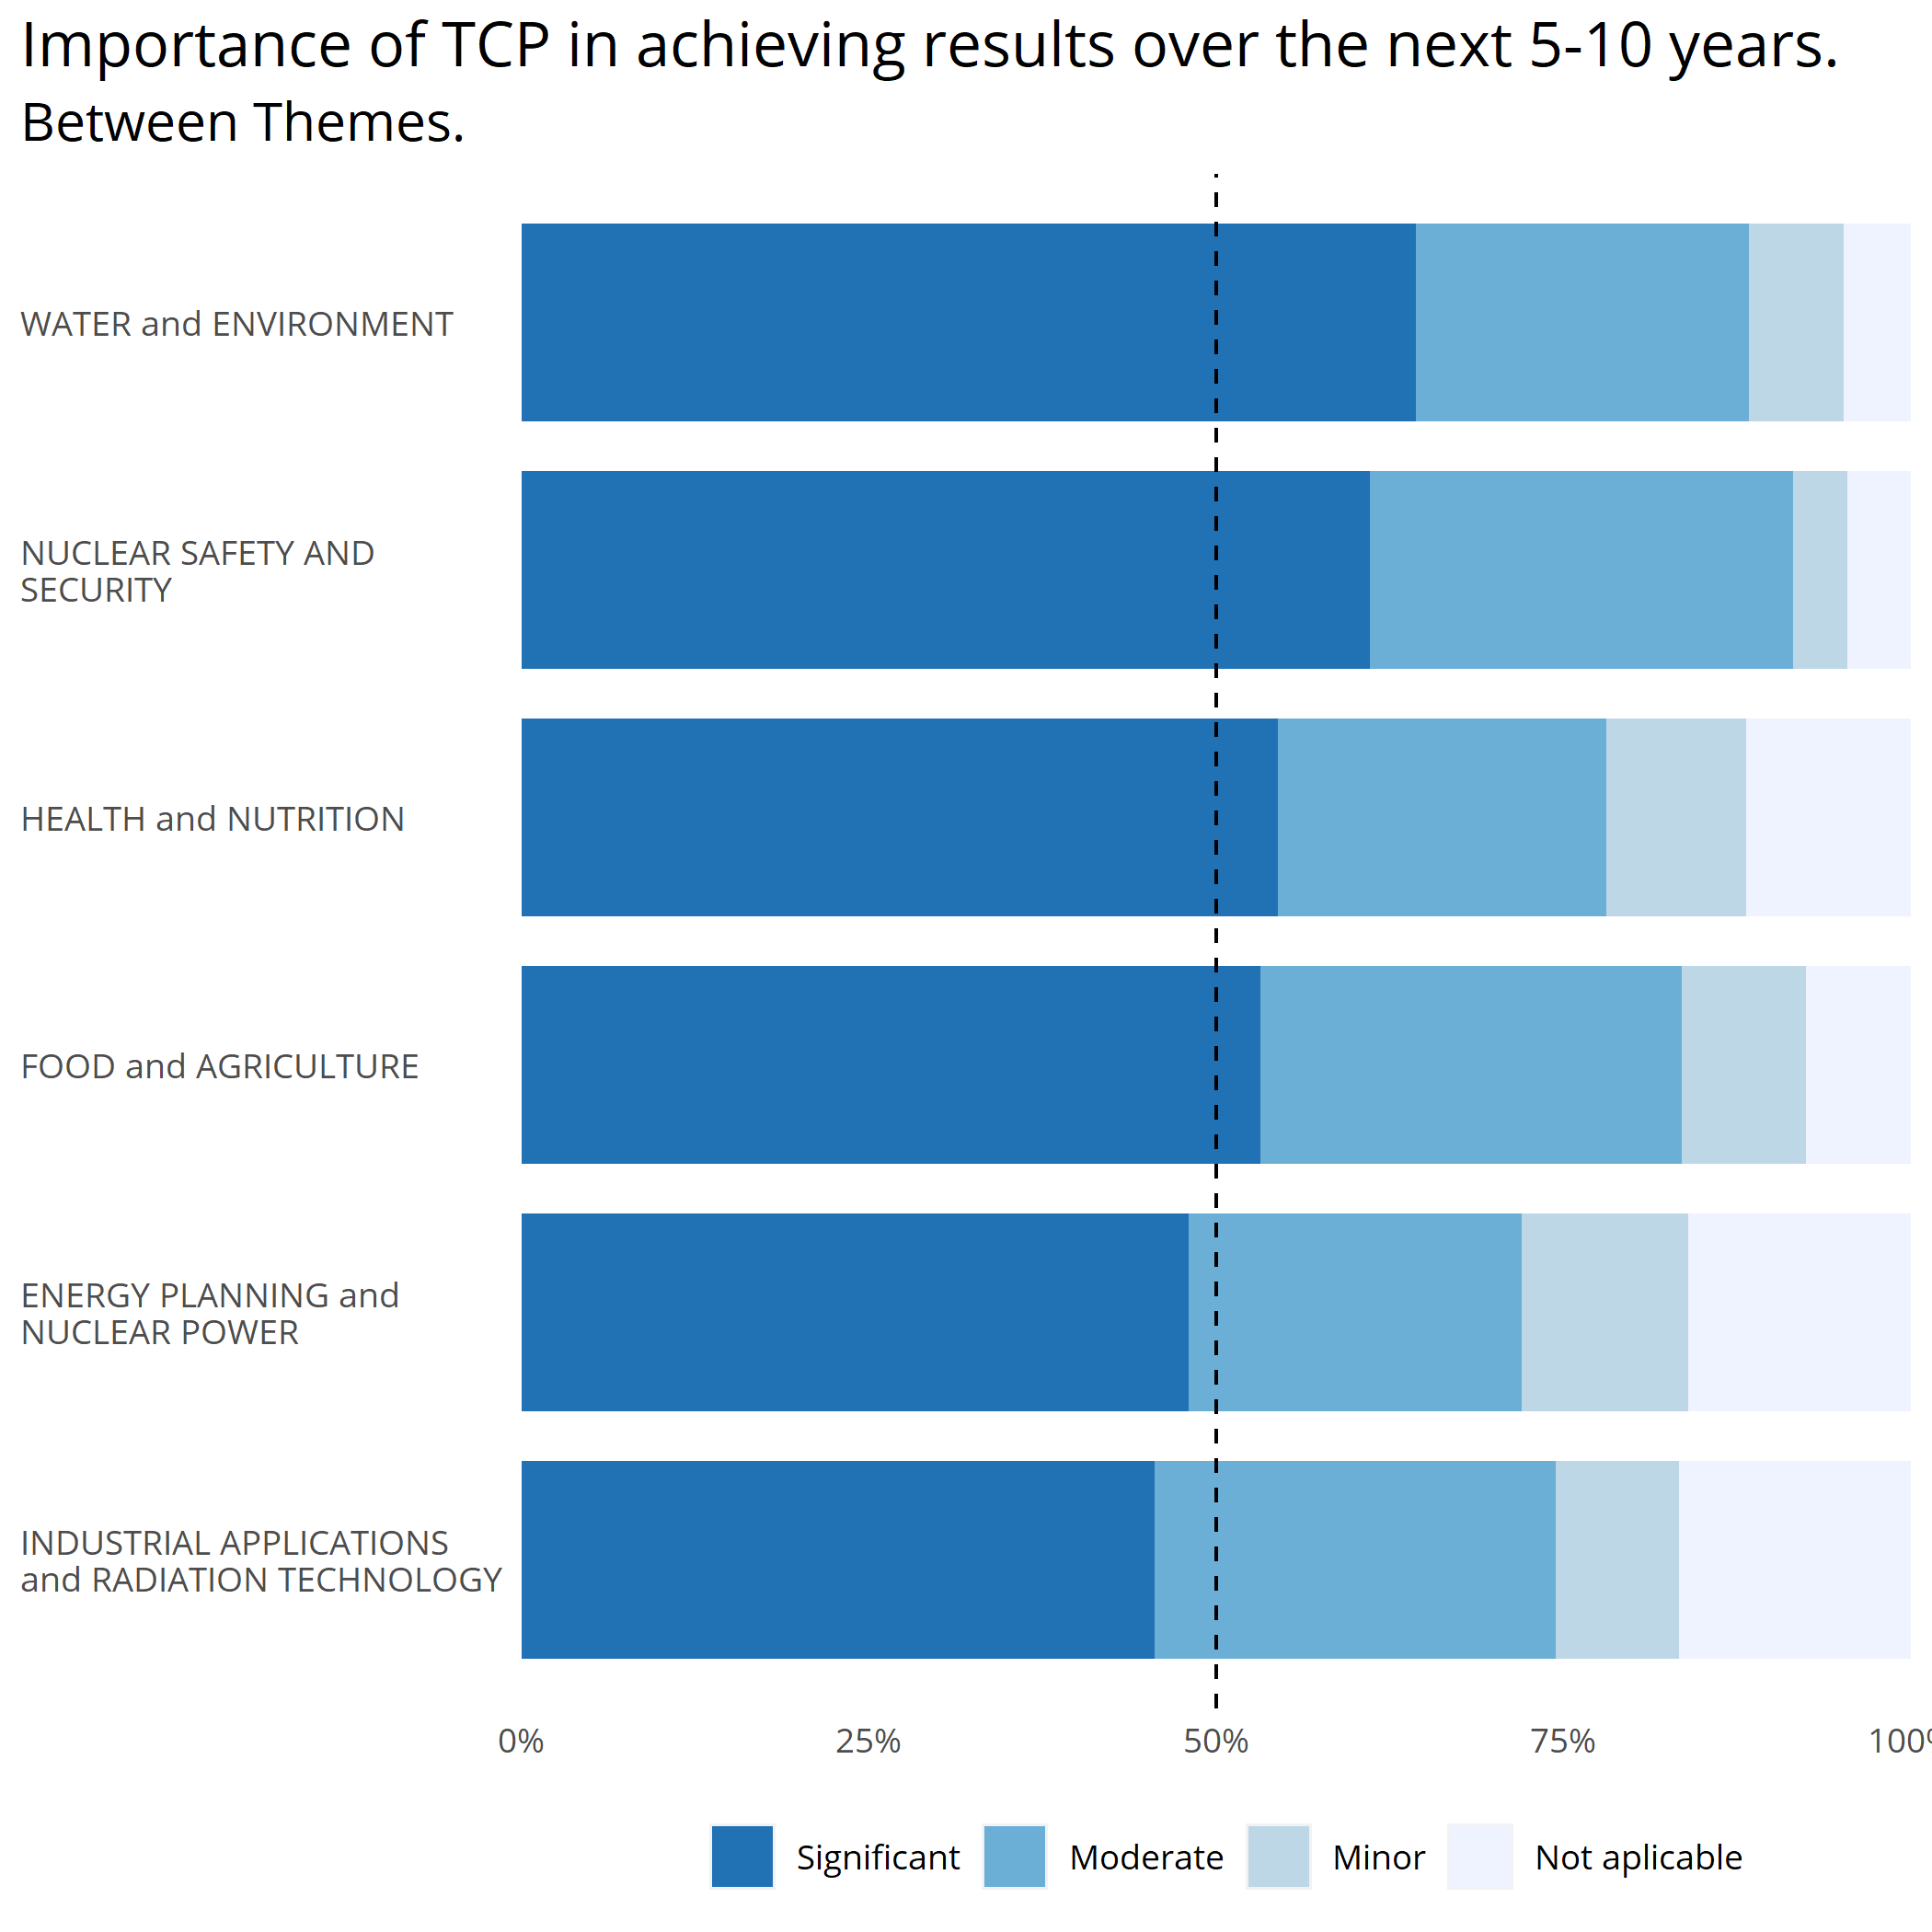 Importance of TCP in achieving results over the next 5-10 years.
Between Themes.
WATER and ENVIRONMENT
NUCLEAR SAFETY AND
SECURITY
HEALTH and NUTRITION
FOOD and AGRICULTURE
ENERGY PLANNING and
NUCLEAR POWER
INDUSTRIAL APPLICATIONS
and RADIATION TECHNOLOGY
0% 25% 50% 75% 100%
Significant Moderate Minor Not aplicable